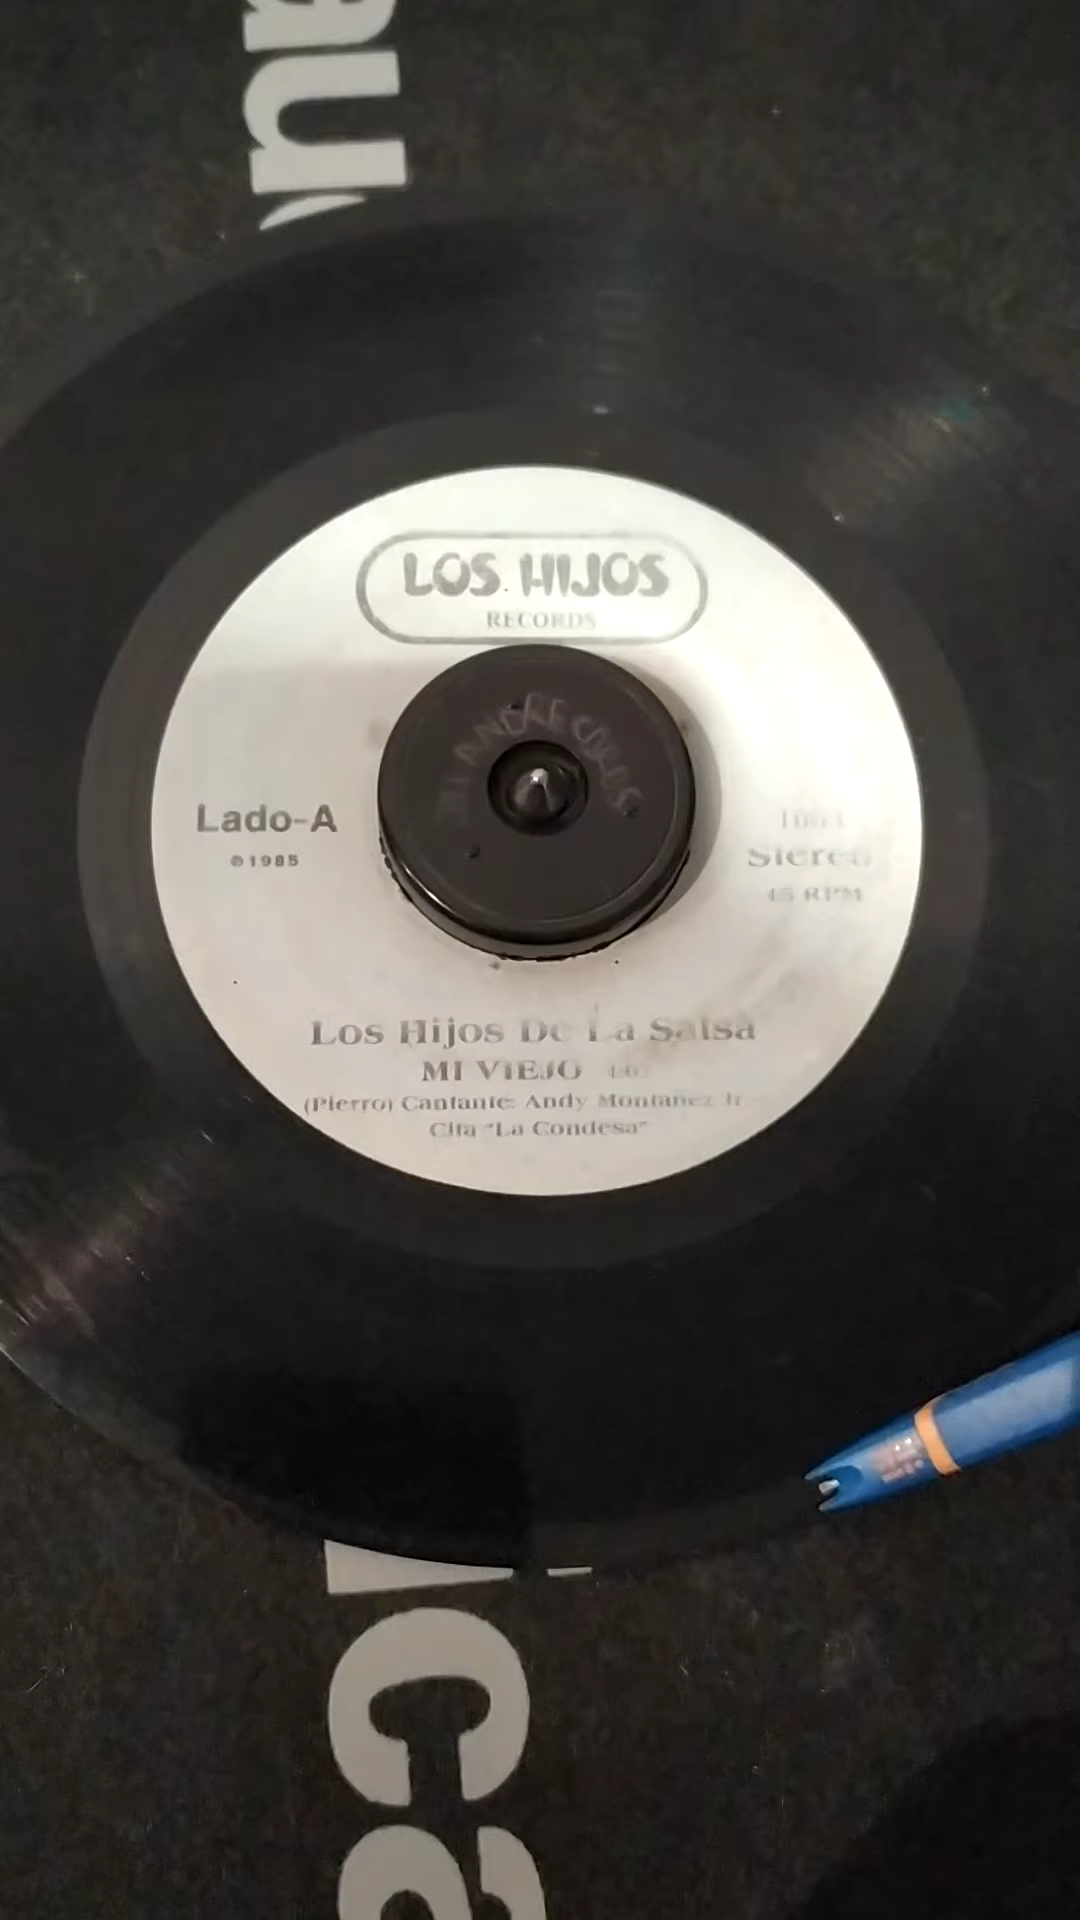 LOS HIJOS
RECORDS
Lado-A
℗1985
Stereo
45 RPM
Los Hijos De La Salsa
MI VIEJO
(Pierro) Cantante: Andy Montanez Jr
Cita "La Condesa"
ca